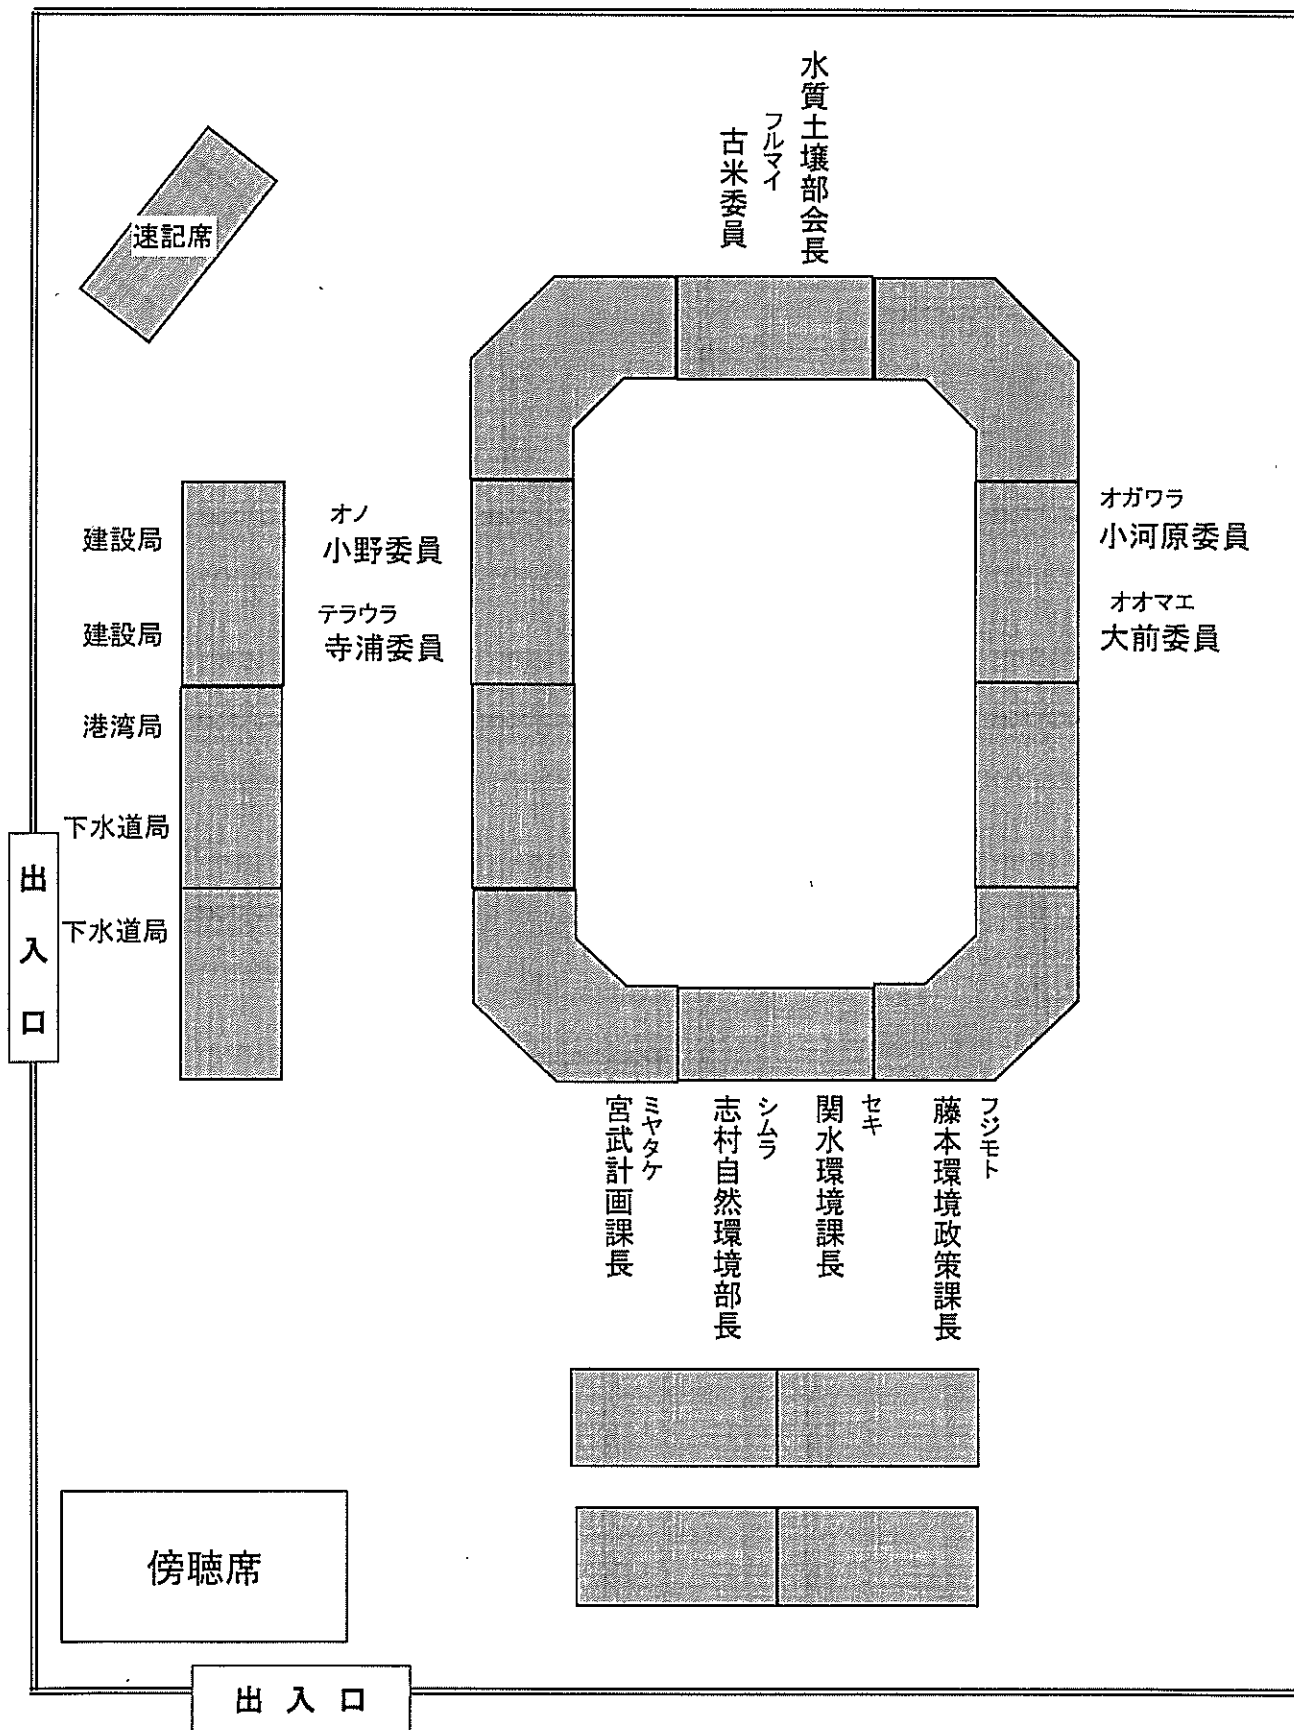 水質土壌部会長
フルマイ
古米委員
速記席
オノ
小野委員
テラウラ
寺浦委員
オガワラ
小河原委員
オオマエ
大前委員
建設局
建設局
港湾局
下水道局
下水道局
出入口
フジモト
藤本環境政策課長
セキ
関水環境課長
シムラ
志村自然環境部長
ミヤタケ
宮武計画課長
傍聴席
出入口